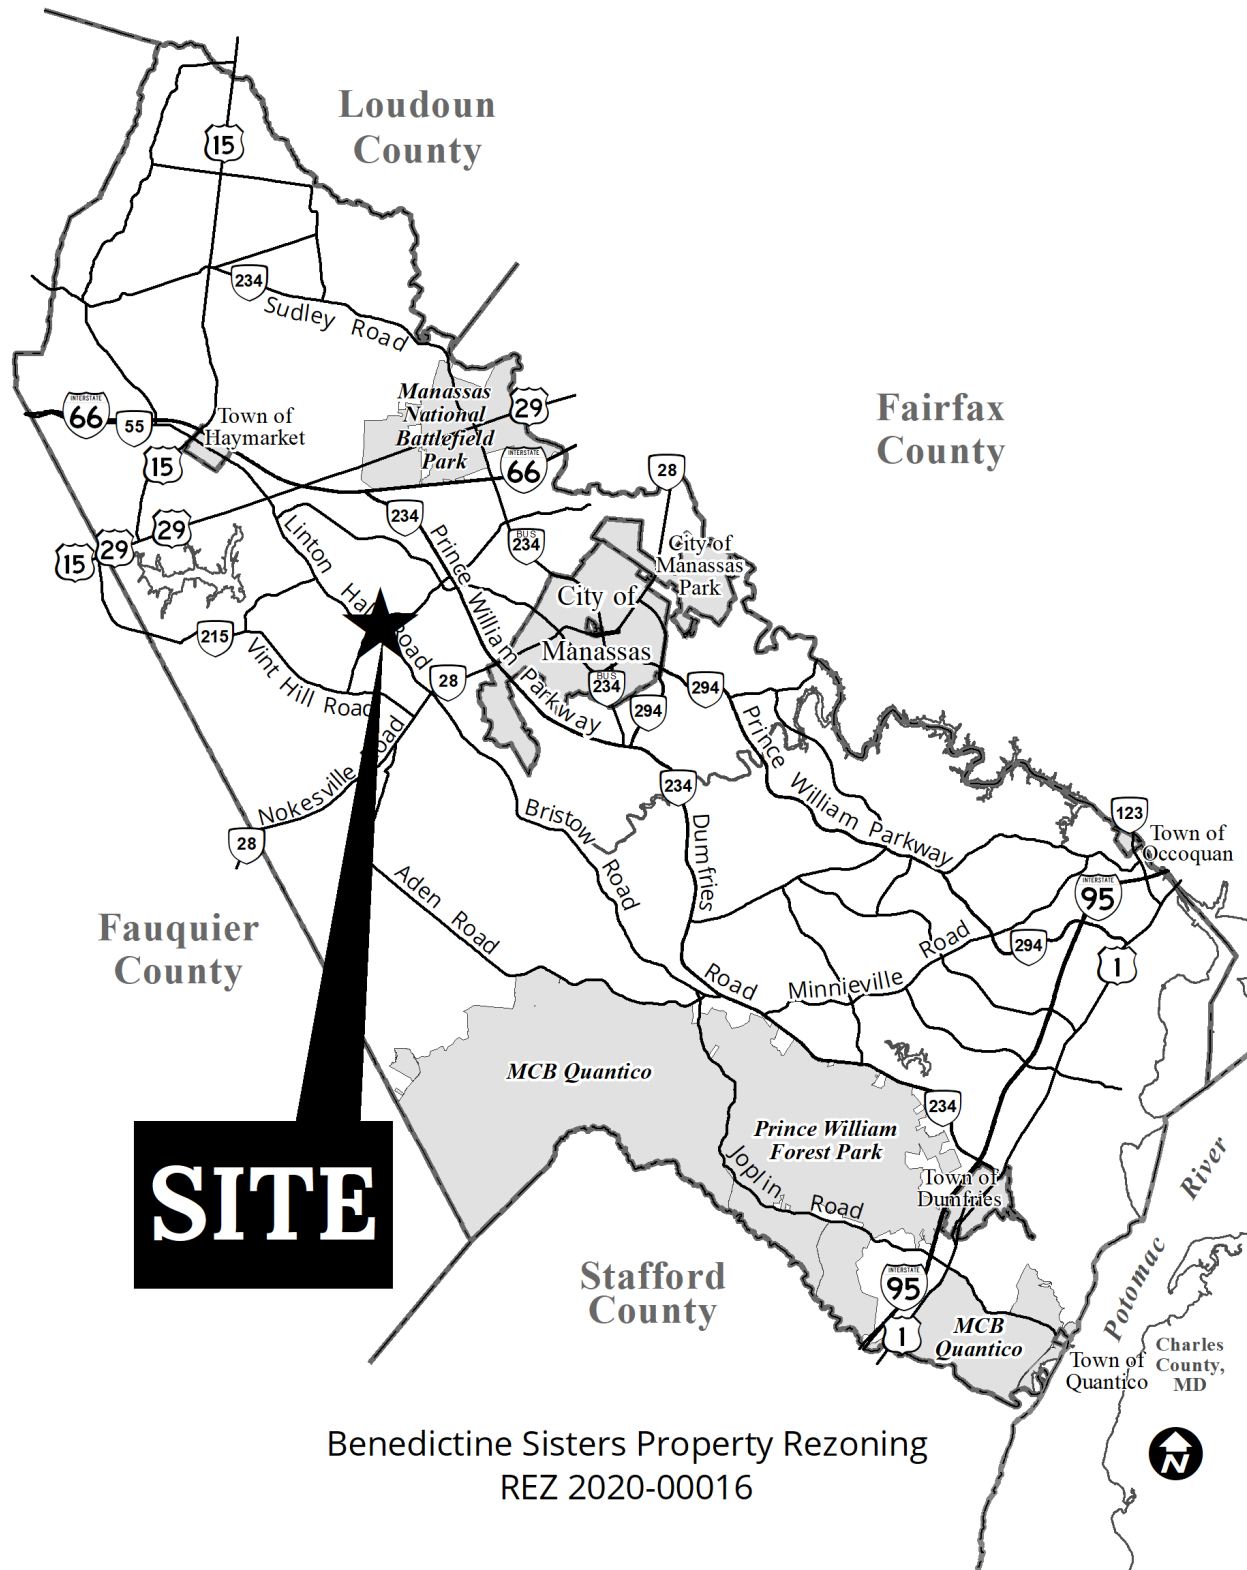 Loudoun
County
15
234
Sudley Road
Manassas
National
Battlefield
Park
29
Fairfax
County
INTERSTATE
66
55
Town of
Haymarket
15
INTERSTATE
66
28
234
BUS
234
29
29
15
Linton Hall Road
Prince William Parkway
City of
Manassas
Park
City of
Manassas
215
Vint Hill Road
28
BUS
234
294
294
Prince William Parkway
Nokesville Road
28
234
Dumfries Road
Bristow Road
123
Town of
Occoquan
INTERSTATE
95
Aden Road
Fauquier
County
294
1
Minnieville Road
MCB Quantico
Prince William
Forest Park
234
Joplin Road
Town of
Dumfries
SITE
Stafford
County
INTERSTATE
95
1
MCB
Quantico
Potomac River
Town of
Quantico
Charles
County,
MD
Benedictine Sisters Property Rezoning
REZ 2020-00016
N